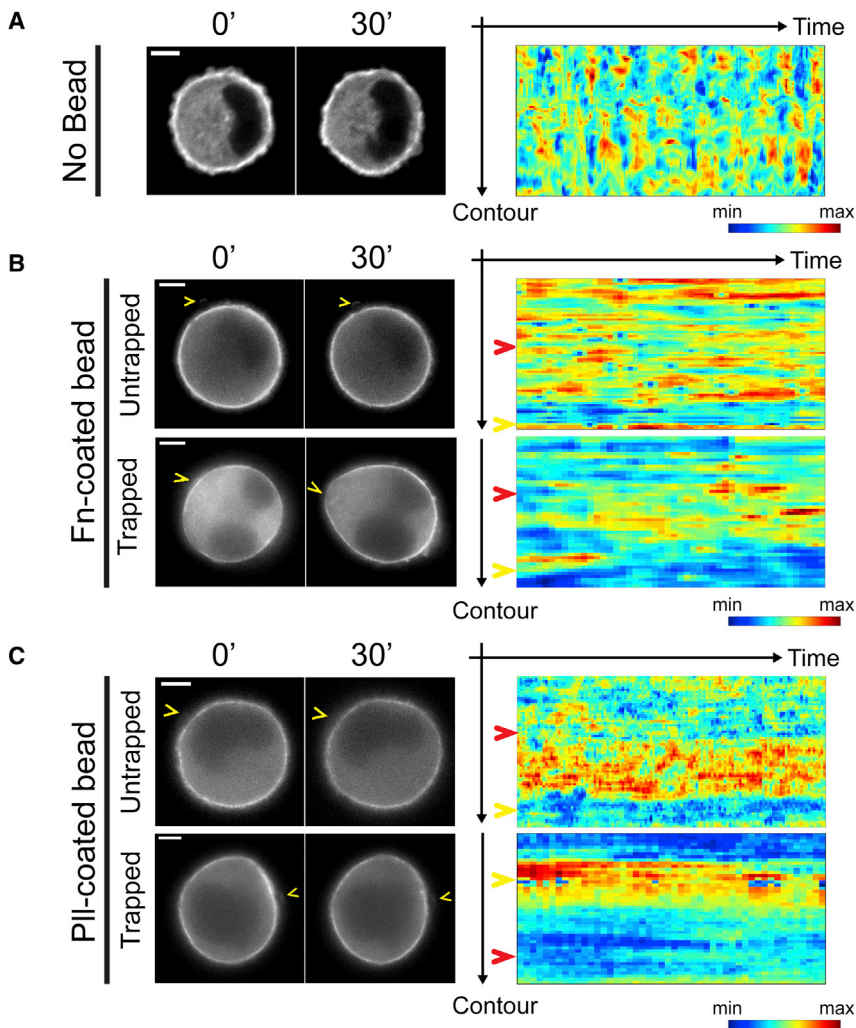 A
0'
30'
Time
No Bead
Contour
min
max
B
0'
30'
Time
Fn-coated bead
Untrapped
Trapped
Contour
min
max
C
0'
30'
Time
Pll-coated bead
Untrapped
Trapped
Contour
min
max